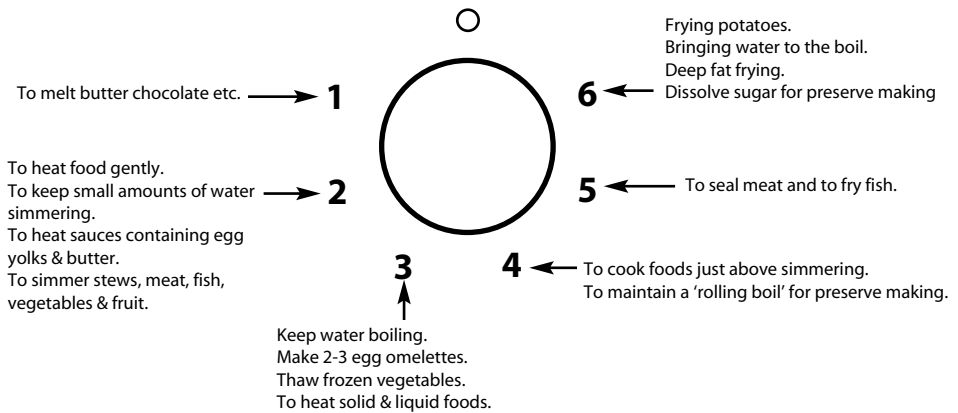 To melt butter chocolate etc.
1
To heat food gently.
To keep small amounts of water
simmering.
To heat sauces containing egg
yolks & butter.
To simmer stews, meat, fish,
vegetables & fruit.
2
3
Keep water boiling.
Make 2-3 egg omelettes.
Thaw frozen vegetables.
To heat solid & liquid foods.
4
To cook foods just above simmering.
To maintain a ‘rolling boil’ for preserve making.
5
To seal meat and to fry fish.
6
Frying potatoes.
Bringing water to the boil.
Deep fat frying.
Dissolve sugar for preserve making